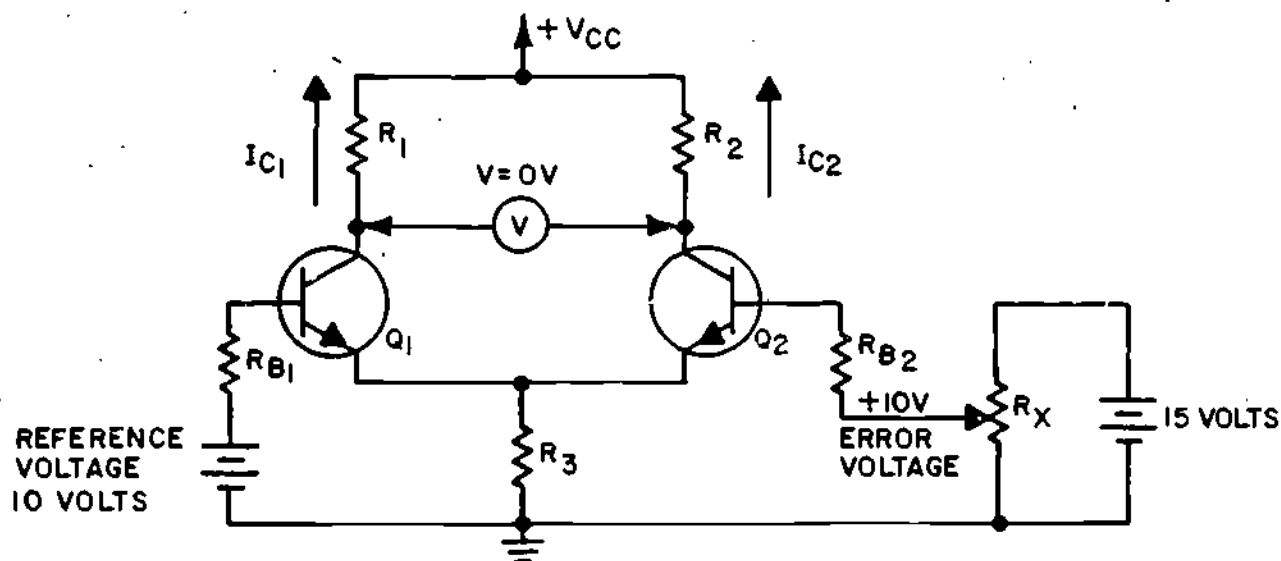 + VCC
R1
R2
IC1
IC2
V=0V
V
Q1
Q2
RB1
RB2
+10V
RX
15 VOLTS
ERROR
VOLTAGE
REFERENCE
VOLTAGE
10 VOLTS
R3